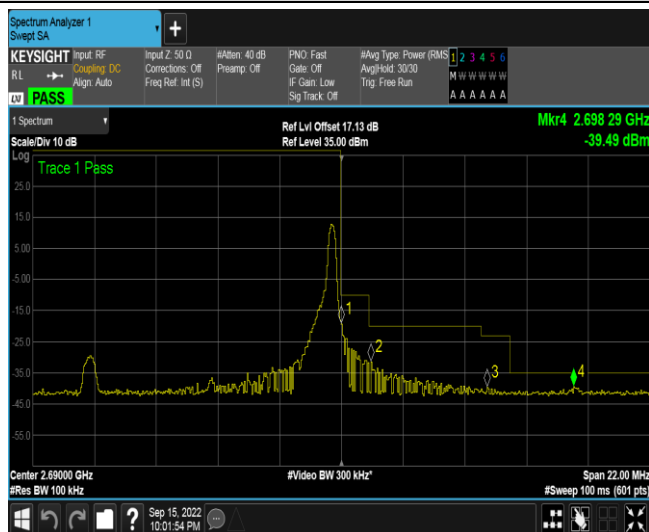 Spectrum Analyzer 1
Swept SA
+
KEYSIGHT
RL
LXI PASS
Input: RF
Coupling: DC
Align: Auto
Input Z: 50 Ω
Corrections: Off
Freq Ref: Int (S)
#Atten: 40 dB
Preamp: Off
PNO: Fast
Gate: Off
IF Gain: Low
Sig Track: Off
#Avg Type: Power (RMS
Avg|Hold: 30/30
Trig: Free Run
1 2 3 4 5 6
M W W W W W
A A A A A A
1 Spectrum
Scale/Div 10 dB
Log
Ref Lvl Offset 17.13 dB
Ref Level 35.00 dBm
Mkr4 2.698 29 GHz
-39.49 dBm
Trace 1 Pass
25.0
15.0
5.00
-5.00
-15.0
-25.0
-35.0
-45.0
-55.0
1
2
3
4
Center 2.69000 GHz
#Res BW 100 kHz
#Video BW 300 kHz*
Span 22.00 MHz
#Sweep 100 ms (601 pts)
?
Sep 15, 2022
10:01:54 PM